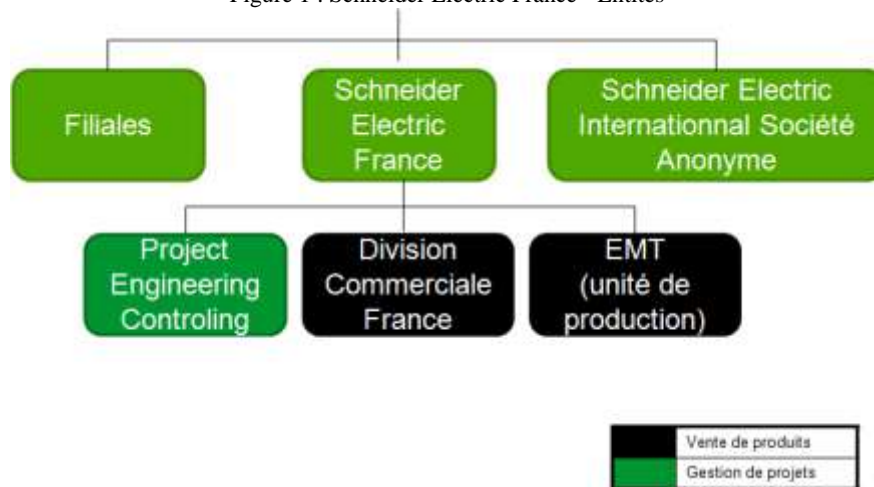 Figure 1 : Schneider Electric France - Entités
Filiales
Schneider
Electric
France
Schneider Electric
Internationnal Société
Anonyme
Project
Engineering
Controling
Division
Commerciale
France
EMT
(unité de
production)
Vente de produits
Gestion de projets